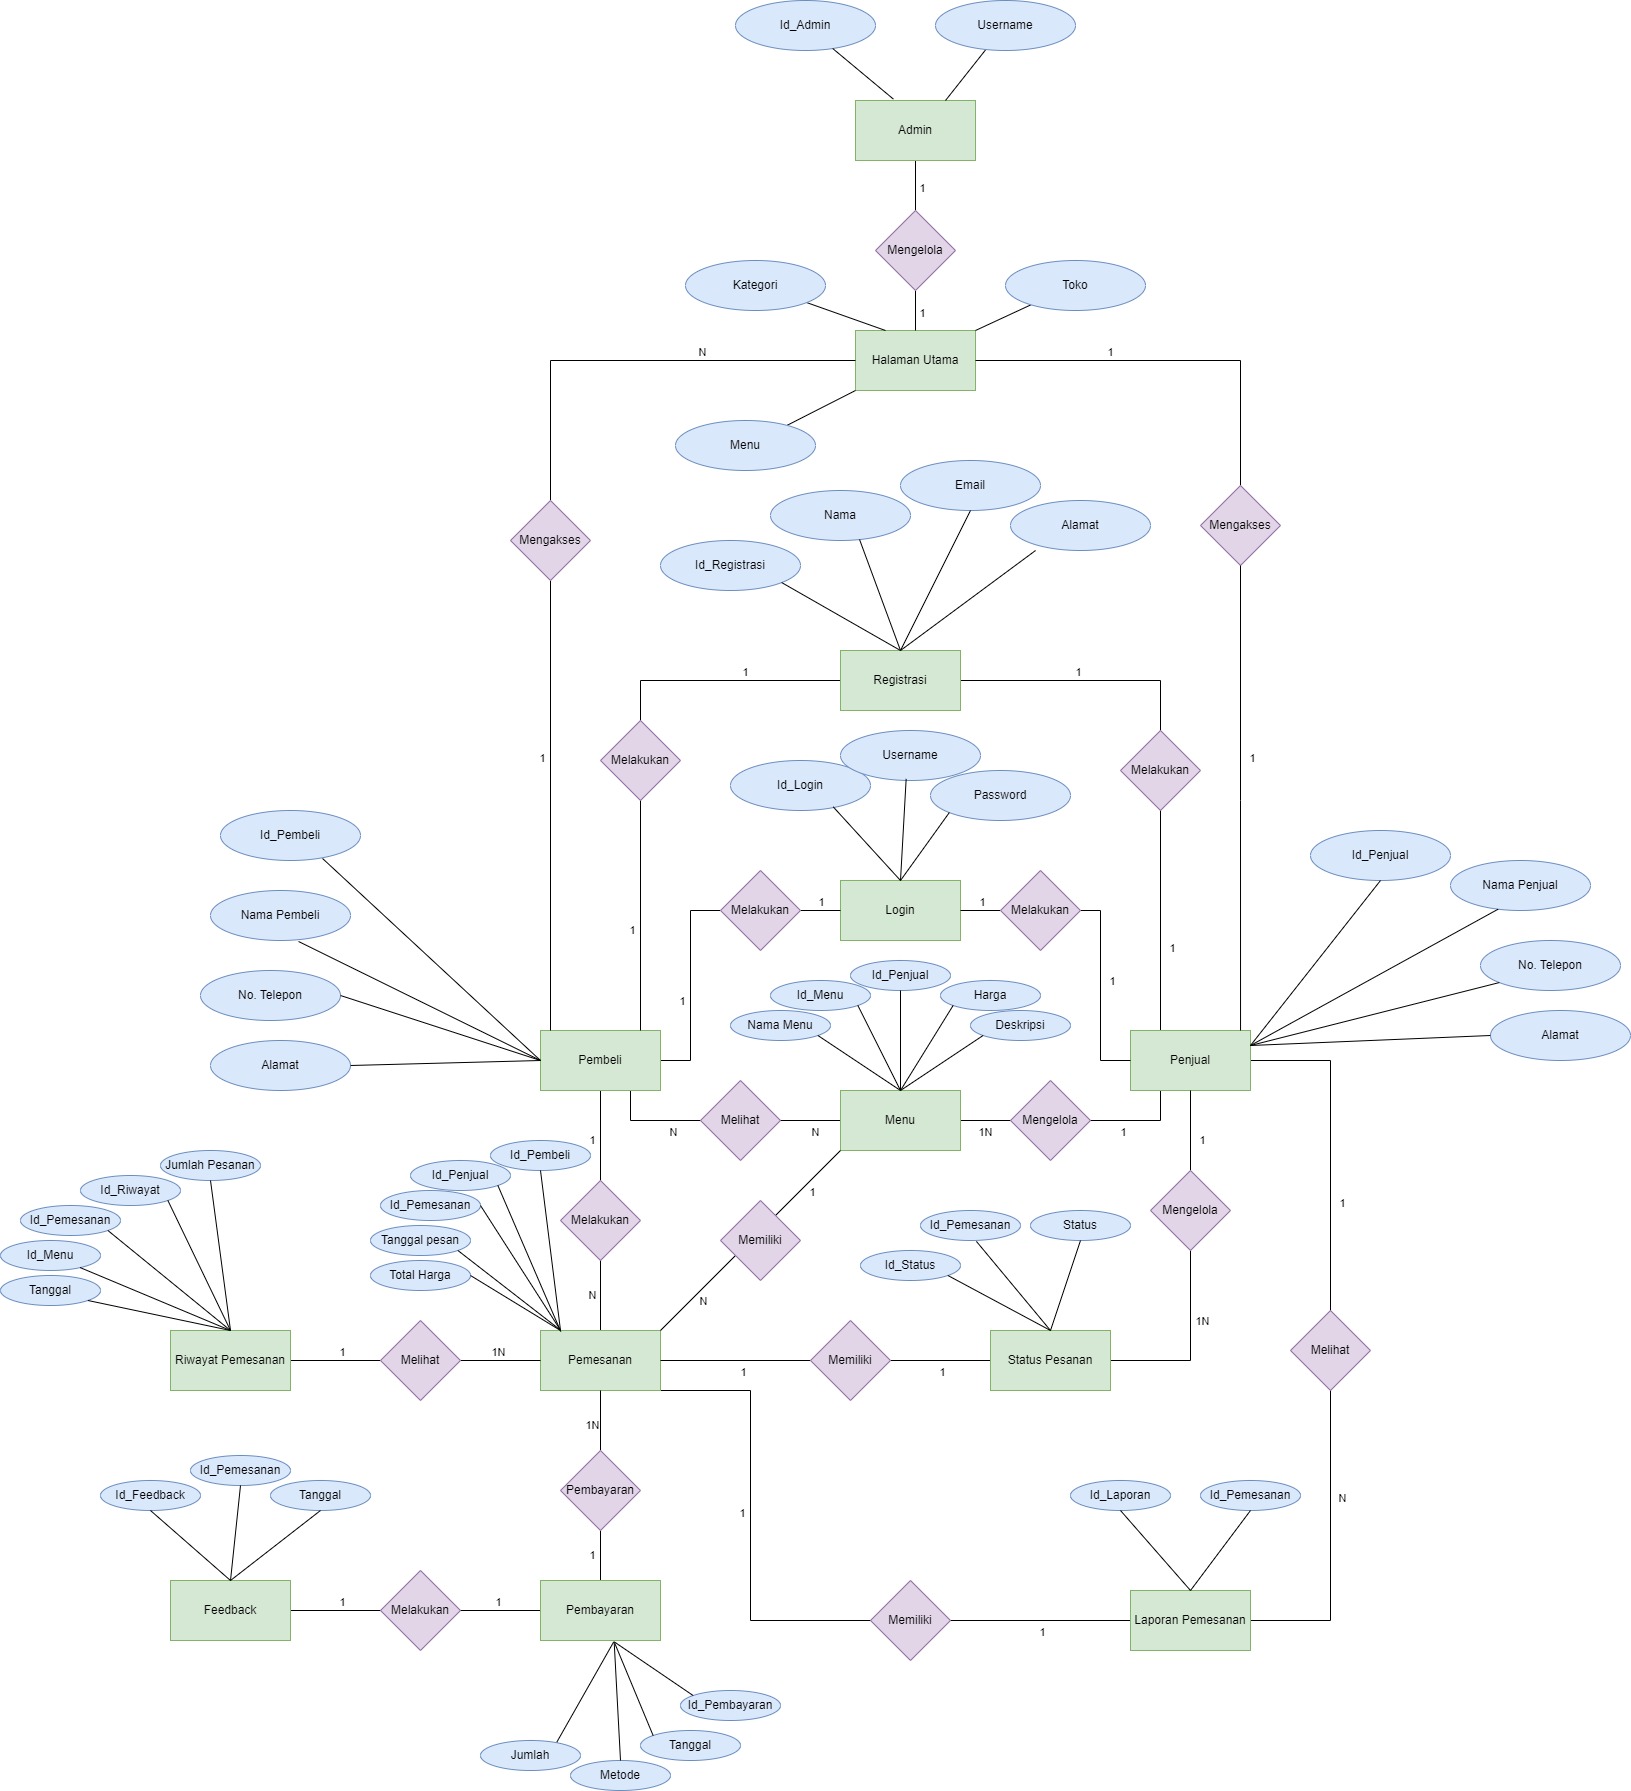 Id_Admin
Username
Admin
1
Mengelola
Kategori
Toko
1
Halaman Utama
N
1
Menu
Email
Nama
Alamat
Mengakses
Mengakses
Id_Registrasi
Registrasi
1
1
Melakukan
Melakukan
1
1
Username
Id_Login
Password
Id_Pembeli
Id_Penjual
Nama Penjual
Nama Pembeli
Melakukan
1
Login
1
Melakukan
1
1
No. Telepon
No. Telepon
Id_Penjual
Id_Menu
Harga
1
1
Nama Menu
Deskripsi
Alamat
Alamat
Pembeli
Penjual
Melihat
Menu
Mengelola
N
N
1N
1
1
1
Id_Pembeli
Jumlah Pesanan
Id_Penjual
Id_Riwayat
Id_Pemesanan
1
1
Id_Pemesanan
Melakukan
Mengelola
Id_Pemesanan
Status
Tanggal pesan
Memiliki
Id_Menu
Id_Status
Total Harga
Tanggal
N
N
1N
Riwayat Pemesanan
1
Melihat
1N
Pemesanan
1
Memiliki
1
Status Pesanan
Melihat
1N
Id_Pemesanan
Id_Feedback
Tanggal
Pembayaran
Id_Laporan
Id_Pemesanan
N
1
1
Feedback
1
Melakukan
1
Pembayaran
Memiliki
1
Laporan Pemesanan
Id_Pembayaran
Tanggal
Jumlah
Metode